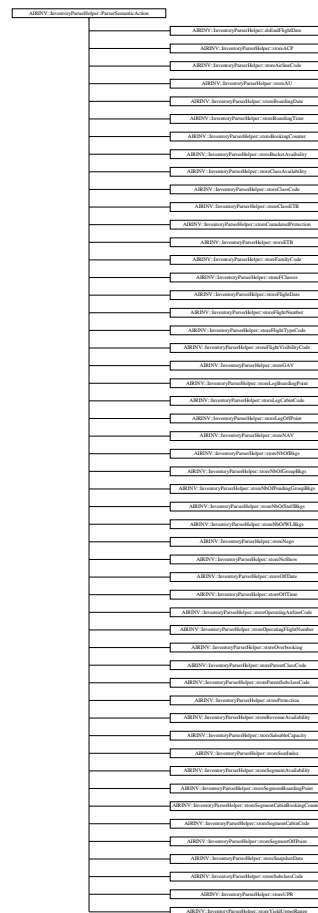 AIRINV::InventoryParserHelper::ParserSemanticAction
AIRINV::InventoryParserHelper::doEndFlightDate
AIRINV::InventoryParserHelper::storeACP
AIRINV::InventoryParserHelper::storeAirlineCode
AIRINV::InventoryParserHelper::storeAU
AIRINV::InventoryParserHelper::storeBoardingDate
AIRINV::InventoryParserHelper::storeBoardingTime
AIRINV::InventoryParserHelper::storeBookingCounter
AIRINV::InventoryParserHelper::storeBucketAvaibality
AIRINV::InventoryParserHelper::storeClassAvailability
AIRINV::InventoryParserHelper::storeClassCode
AIRINV::InventoryParserHelper::storeClassETB
AIRINV::InventoryParserHelper::storeCumulatedProtection
AIRINV::InventoryParserHelper::storeETB
AIRINV::InventoryParserHelper::storeFamilyCode
AIRINV::InventoryParserHelper::storeFClasses
AIRINV::InventoryParserHelper::storeFlightDate
AIRINV::InventoryParserHelper::storeFlightNumber
AIRINV::InventoryParserHelper::storeFlightTypeCode
AIRINV::InventoryParserHelper::storeFlightVisibilityCode
AIRINV::InventoryParserHelper::storeGAV
AIRINV::InventoryParserHelper::storeLegBoardingPoint
AIRINV::InventoryParserHelper::storeLegCabinCode
AIRINV::InventoryParserHelper::storeLegOffPoint
AIRINV::InventoryParserHelper::storeNAV
AIRINV::InventoryParserHelper::storeNbOfBkgs
AIRINV::InventoryParserHelper::storeNbOfGroupBkgs
AIRINV::InventoryParserHelper::storeNbOfPendingGroupBkgs
AIRINV::InventoryParserHelper::storeNbOfStaffBkgs
AIRINV::InventoryParserHelper::storeNbOfWLBkgs
AIRINV::InventoryParserHelper::storeNego
AIRINV::InventoryParserHelper::storeNoShow
AIRINV::InventoryParserHelper::storeOffDate
AIRINV::InventoryParserHelper::storeOffTime
AIRINV::InventoryParserHelper::storeOperatingAirlineCode
AIRINV::InventoryParserHelper::storeOperatingFlightNumber
AIRINV::InventoryParserHelper::storeOverbooking
AIRINV::InventoryParserHelper::storeParentClassCode
AIRINV::InventoryParserHelper::storeParentSubclassCode
AIRINV::InventoryParserHelper::storeProtection
AIRINV::InventoryParserHelper::storeRevenueAvailability
AIRINV::InventoryParserHelper::storeSaleableCapacity
AIRINV::InventoryParserHelper::storeSeatIndex
AIRINV::InventoryParserHelper::storeSegmentAvailability
AIRINV::InventoryParserHelper::storeSegmentBoardingPoint
AIRINV::InventoryParserHelper::storeSegmentCabinBookingCounter
AIRINV::InventoryParserHelper::storeSegmentCabinCode
AIRINV::InventoryParserHelper::storeSegmentOffPoint
AIRINV::InventoryParserHelper::storeSnapshotDate
AIRINV::InventoryParserHelper::storeSubclassCode
AIRINV::InventoryParserHelper::storeUPR
AIRINV::InventoryParserHelper::storeYieldUpperRange